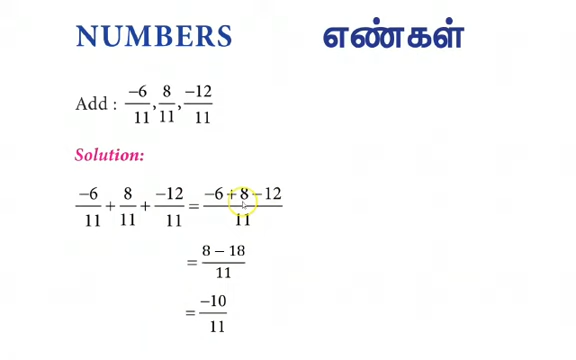 NUMBERS எண்கள்
Add : −6/11, 8/11, −12/11
Solution:
−6/11 + 8/11 + −12/11 = −6 + 8 − 12/11
= 8 − 18/11
= −10/11